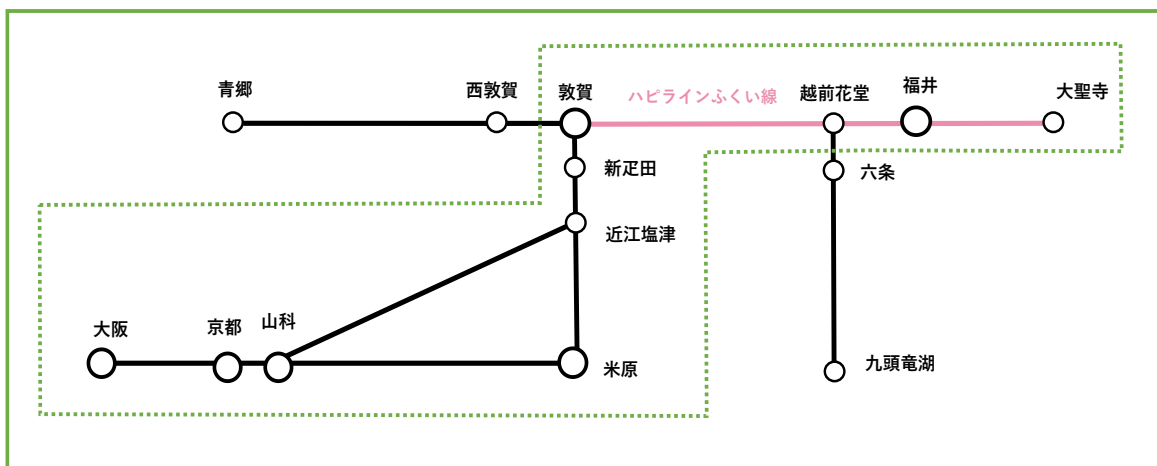 青郷
西敦賀
敦賀
ハピラインふくい線
越前花堂
福井
大聖寺
新疋田
六条
近江塩津
大阪
京都
山科
米原
九頭竜湖